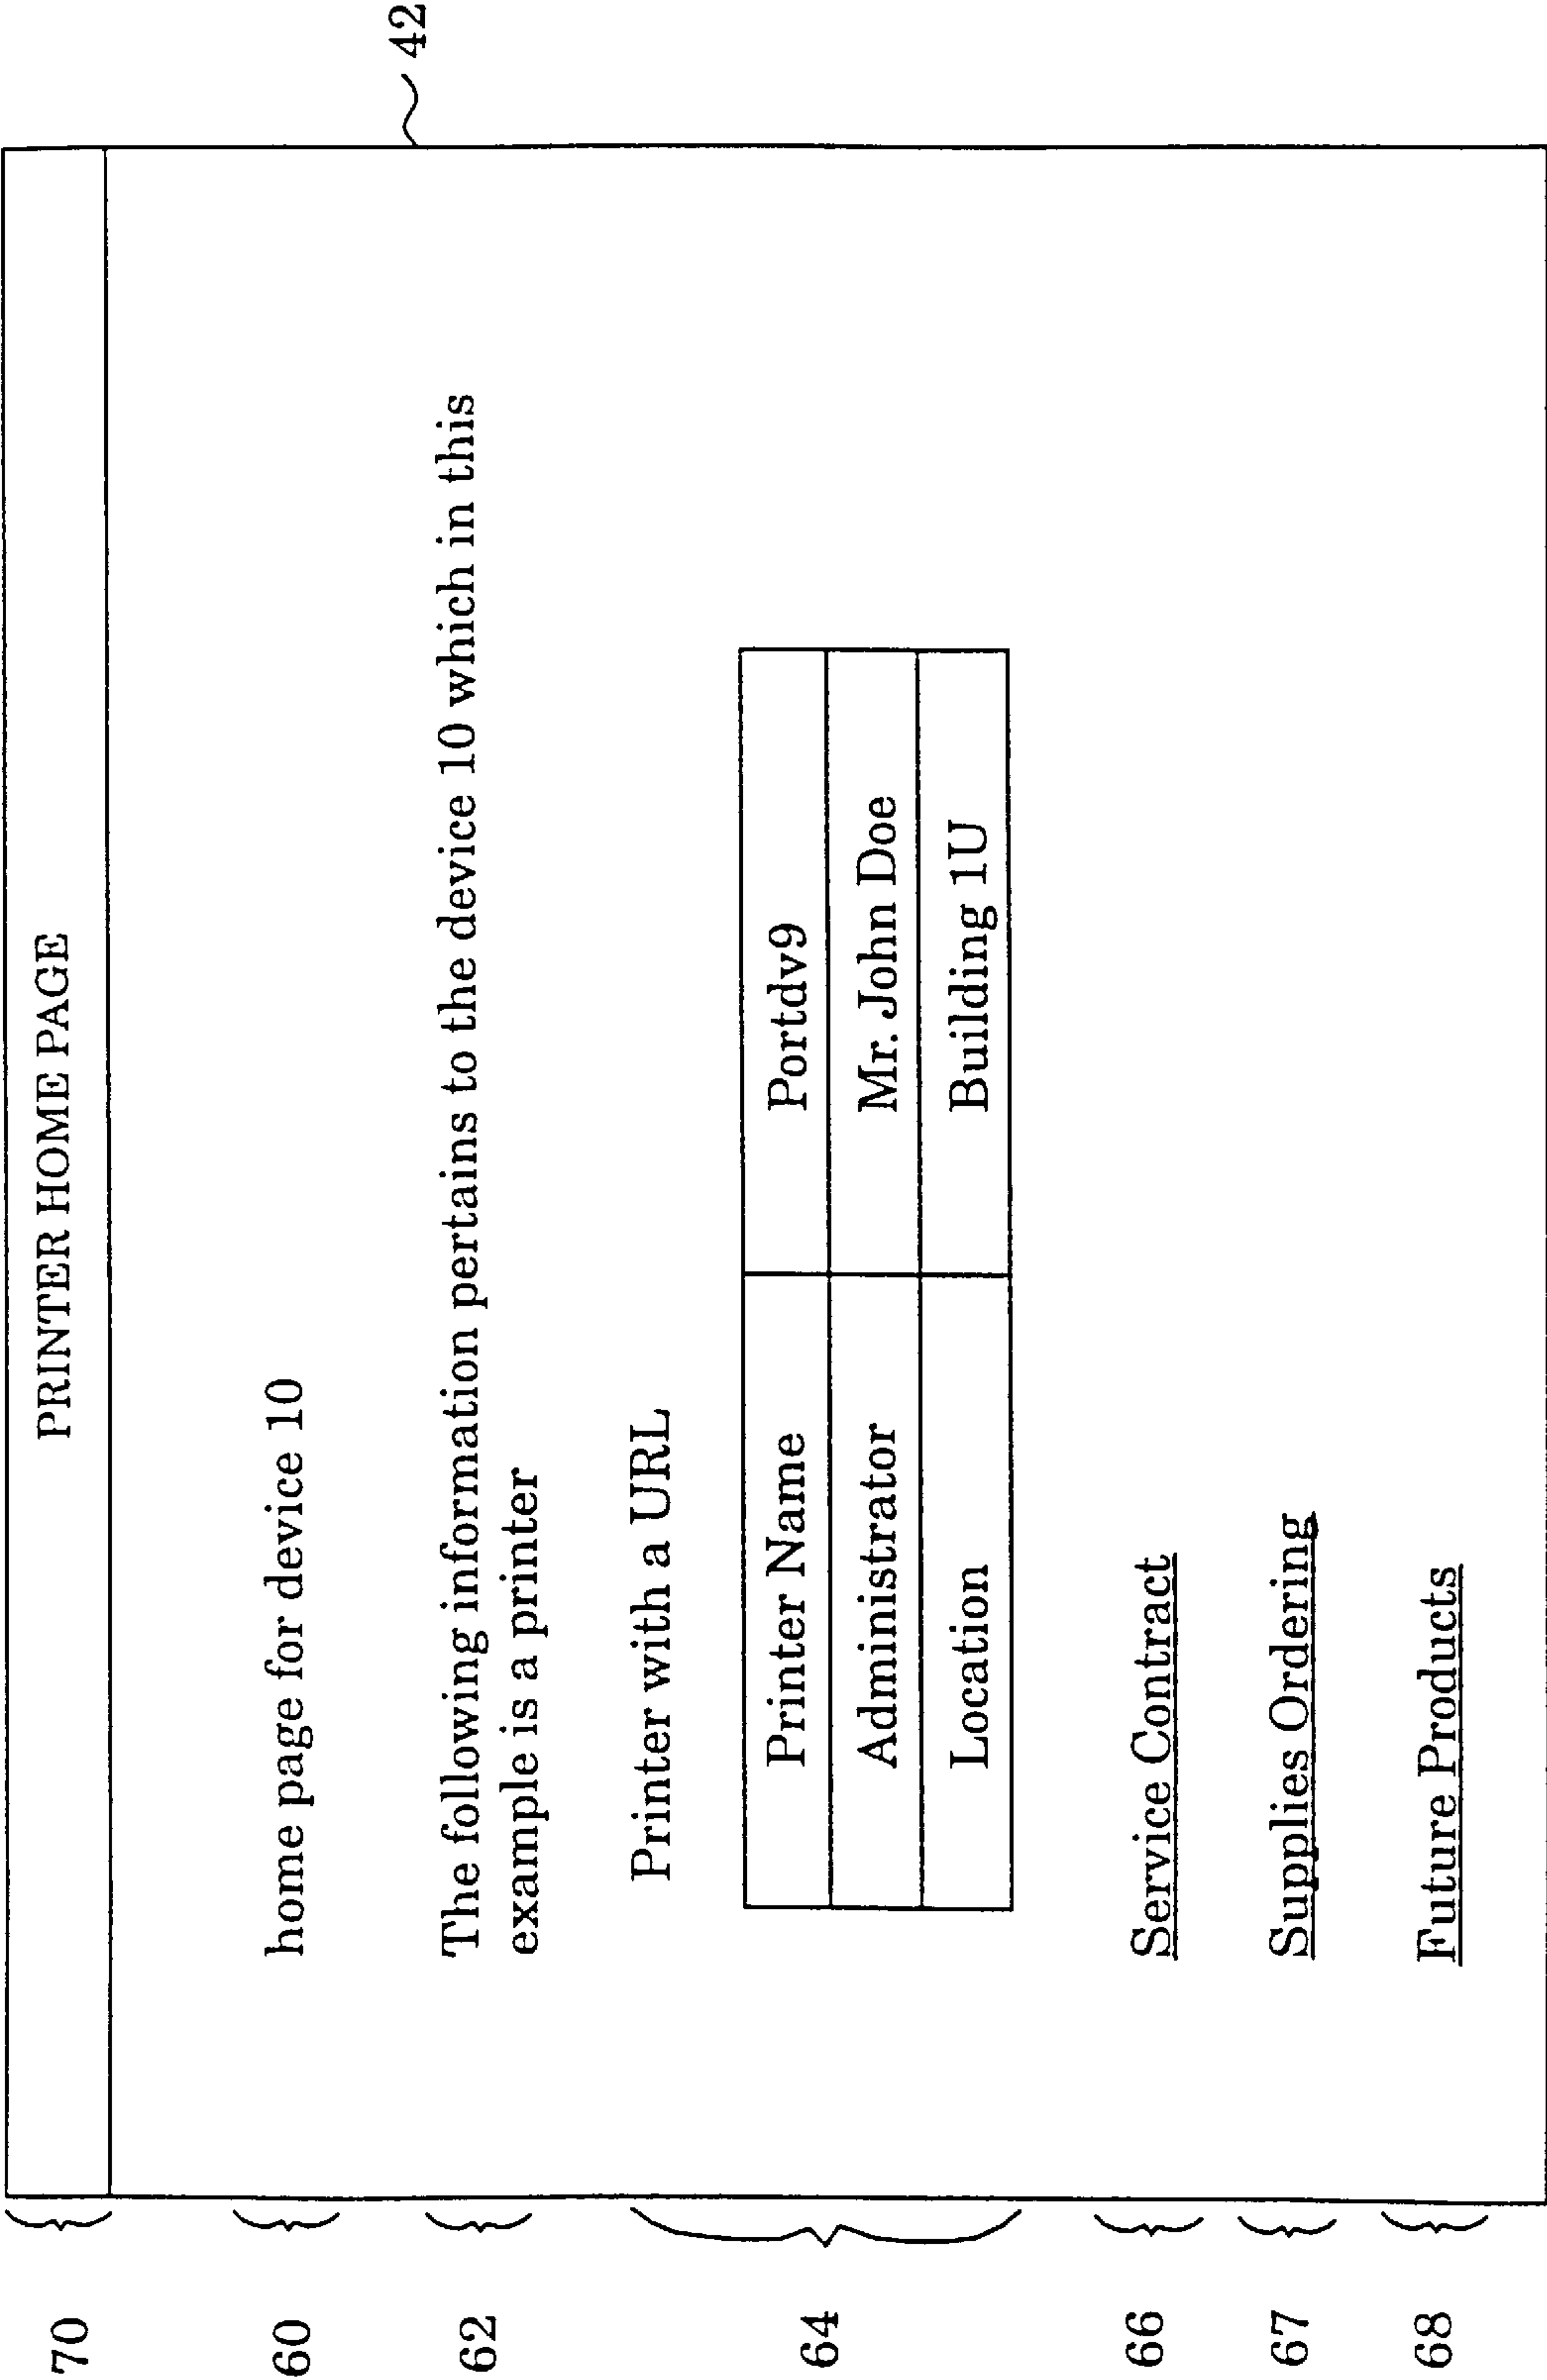 42
70 PRINTER HOME PAGE
60 home page for device 10
62 The following information pertains to the device 10 which in this
example is a printer
Printer with a URL
64
Printer Name Portdv9
Administrator Mr. John Doe
Location Building 1U
66 Service Contract
67 Supplies Ordering
68 Future Products